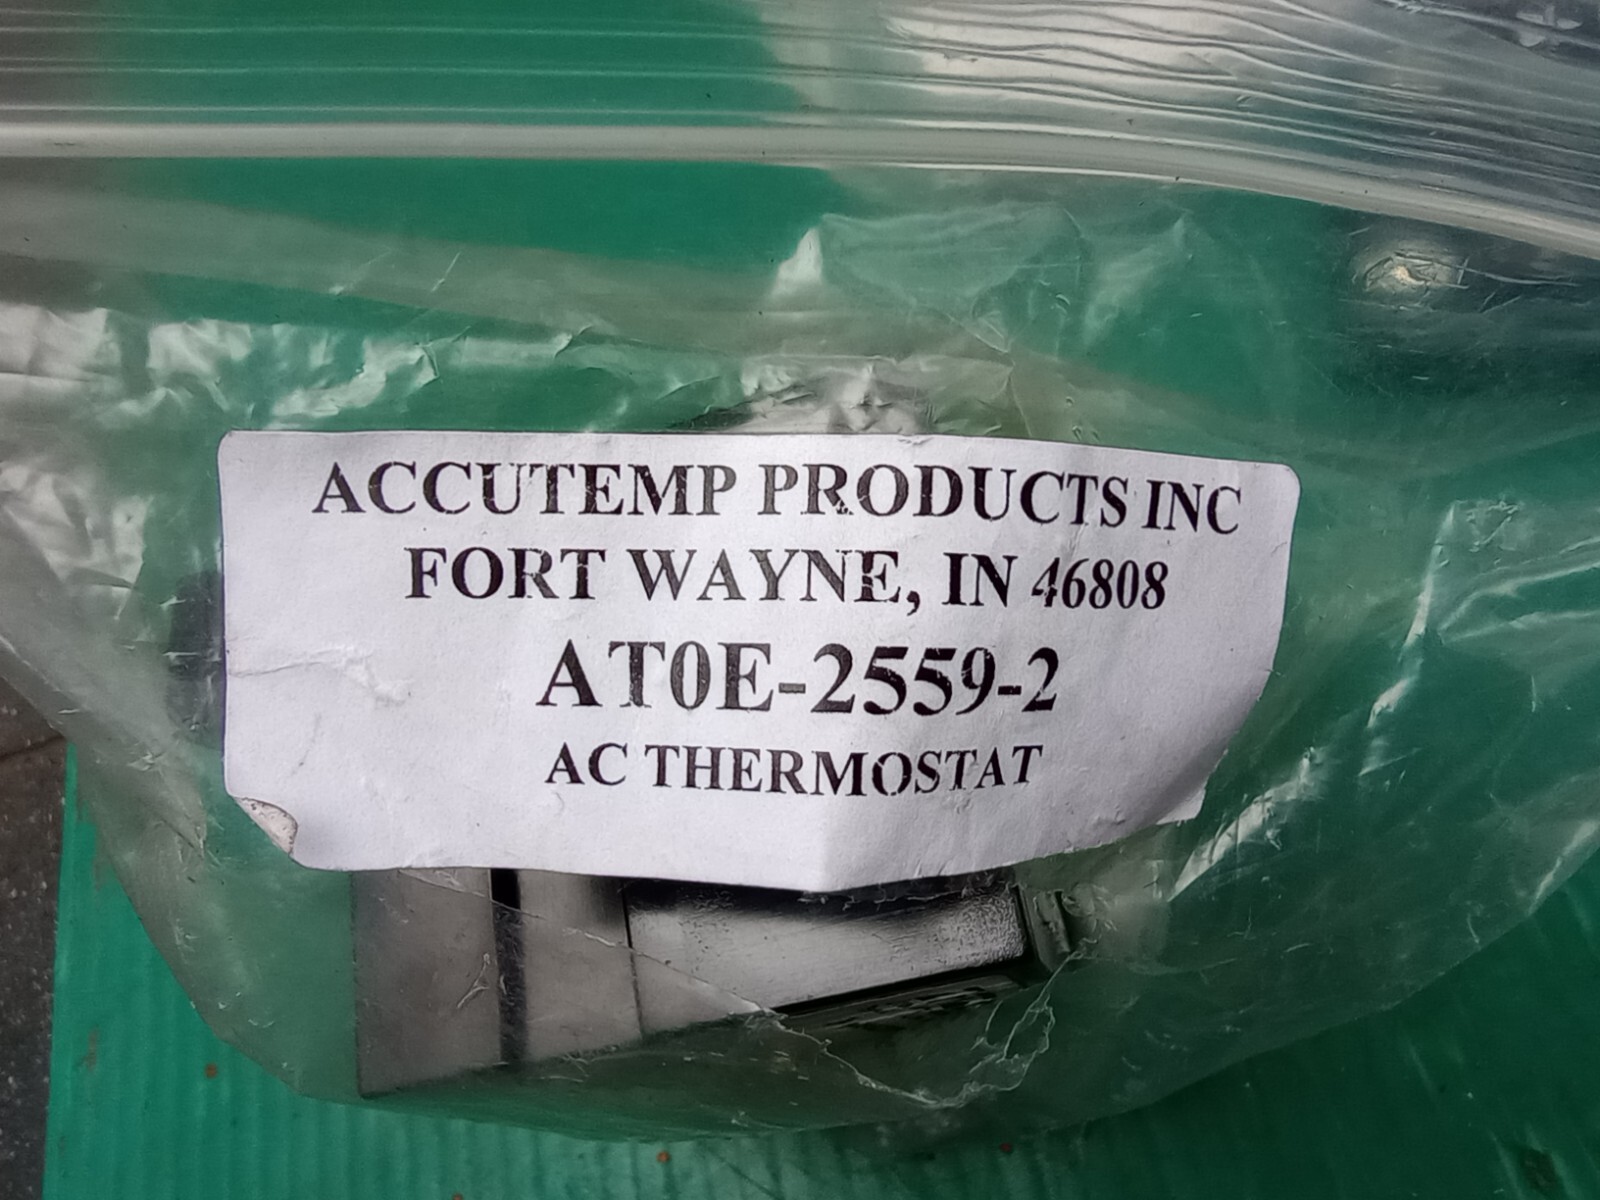 ACCUTEMP PRODUCTS INC
FORT WAYNE, IN 46808
AT0E-2559-2
AC THERMOSTAT